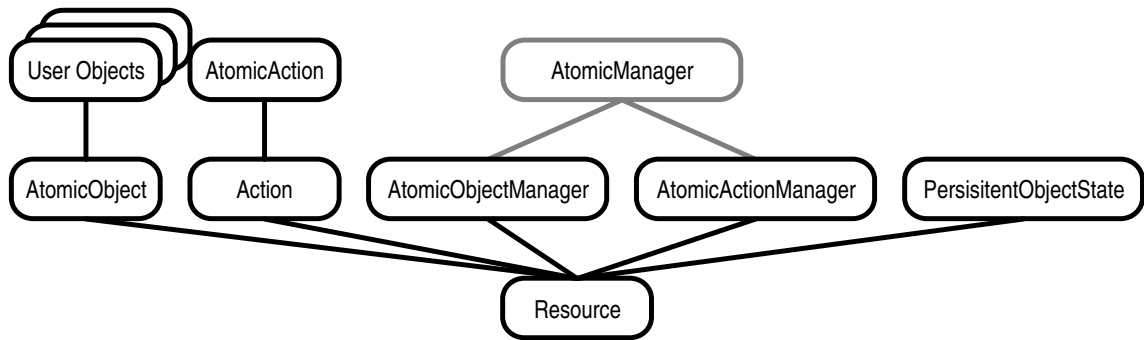 User Objects
AtomicAction
AtomicManager
AtomicObject
Action
AtomicObjectManager
AtomicActionManager
PersisitentObjectState
Resource